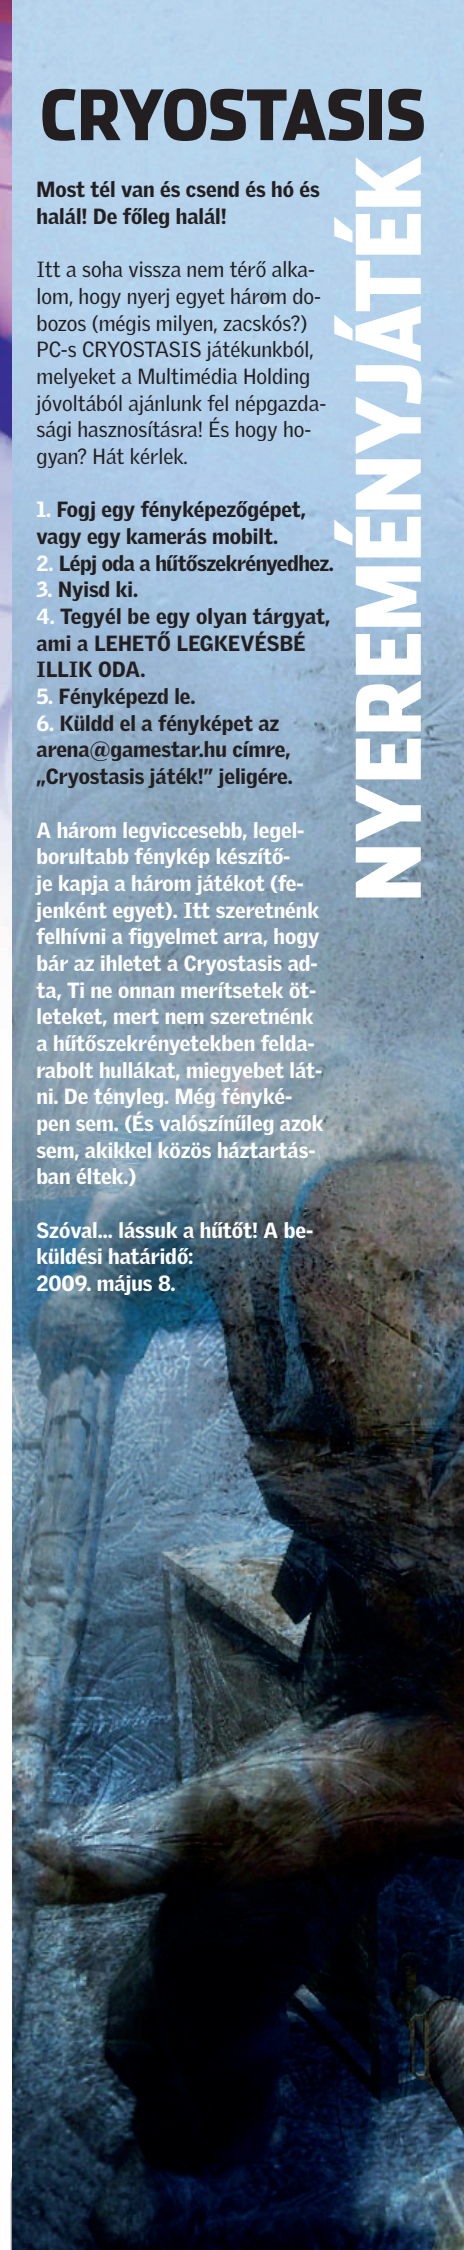 CRYOSTASIS
NYEREMÉNYJÁTÉK
Most tél van és csend és hó és
halál! De főleg halál!
Itt a soha vissza nem térő alka-
lom, hogy nyerj egyet három do-
bozos (mégis milyen, zacskós?)
PC-s CRYOSTASIS játékunkból,
melyeket a Multimédia Holding
jóvoltából ajánlunk fel népgazda-
sági hasznosításra! És hogy ho-
gyan? Hát kérlek.
1. Fogj egy fényképezőgépet,
vagy egy kamerás mobilt.
2. Lépj oda a hűtőszekrényedhez.
3. Nyisd ki.
4. Tegyél be egy olyan tárgyat,
ami a LEHETŐ LEGKEVÉSBÉ
ILLIK ODA.
5. Fényképezd le.
6. Küldd el a fényképet az
arena@gamestar.hu címre,
„Cryostasis játék!” jeligére.
A három legviccesebb, legel-
borultabb fénykép készítő-
je kapja a három játékot (fe-
jenként egyet). Itt szeretnénk
felhívni a figyelmet arra, hogy
bár az ihletet a Cryostasis ad-
ta, Ti ne onnan merítsetek öt-
leteket, mert nem szeretnénk
a hűtőszekrényetekben felda-
rabolt hullákat, miegyebet lát-
ni. De tényleg. Még fényké-
pen sem. (És valószínűleg azok
sem, akikkel közös háztartás-
ban éltek.)
Szóval... lássuk a hűtőt! A be-
küldési határidő:
2009. május 8.